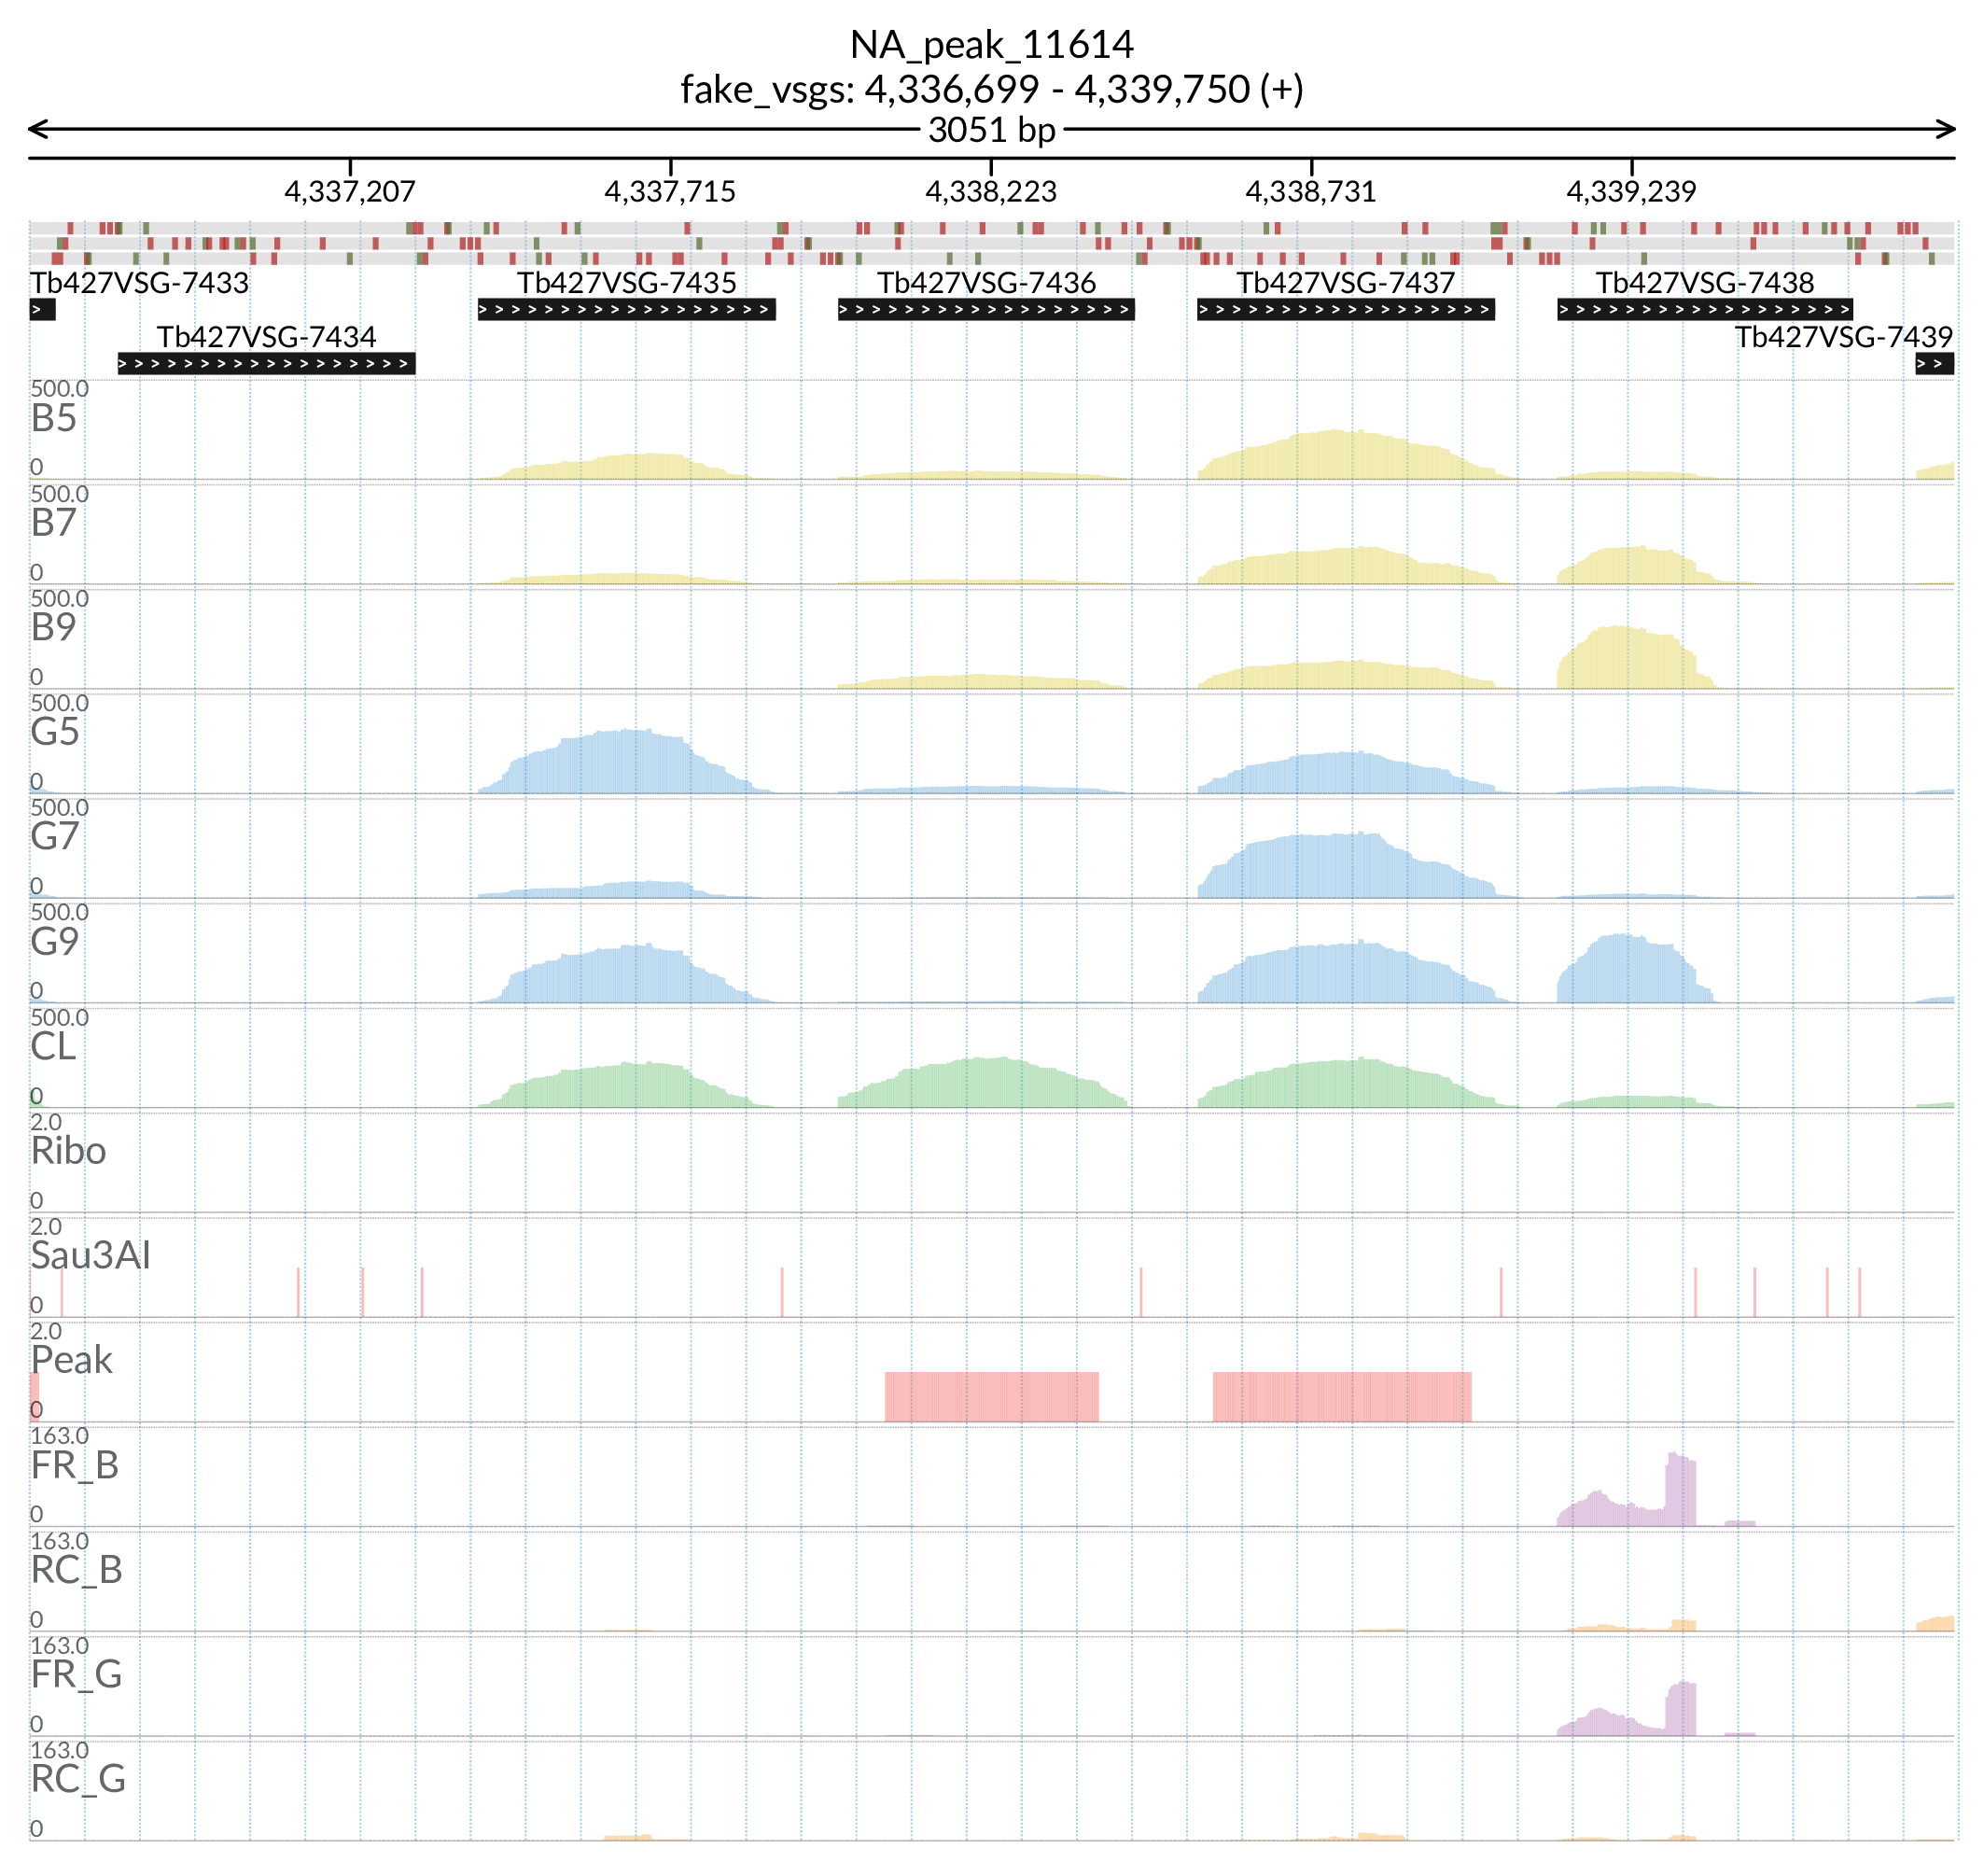 NA_peak_11614
fake_vsgs: 4,336,699 - 4,339,750 (+)
3051 bp
4,337,207 4,337,715 4,338,223 4,338,731 4,339,239
Tb427VSG-7433 Tb427VSG-7435 Tb427VSG-7436 Tb427VSG-7437 Tb427VSG-7438
Tb427VSG-7434 Tb427VSG-7439
500.0
B5
0
500.0
B7
0
500.0
B9
0
500.0
G5
0
500.0
G7
0
500.0
G9
0
500.0
CL
0
2.0
Ribo
0
2.0
Sau3AI
0
2.0
Peak
0
163.0
FR_B
0
163.0
RC_B
0
163.0
FR_G
0
163.0
RC_G
0